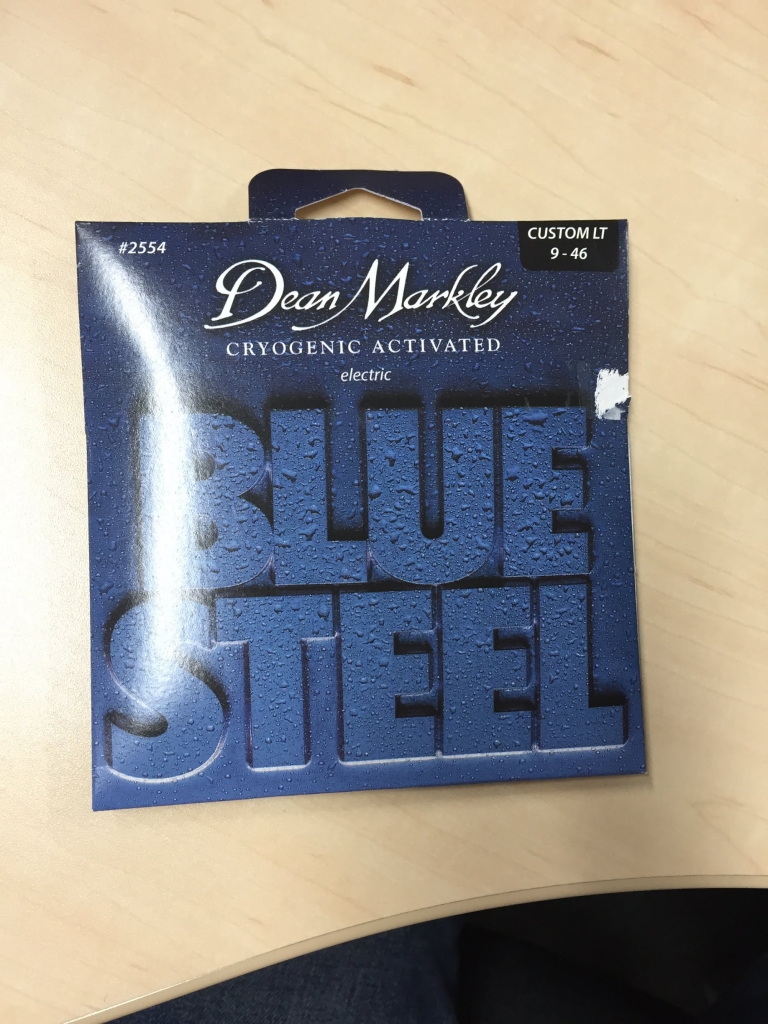 #2554
CUSTOM LT
9 - 46
Dean Markley
CRYOGENIC ACTIVATED
electric
BLUE
STEEL